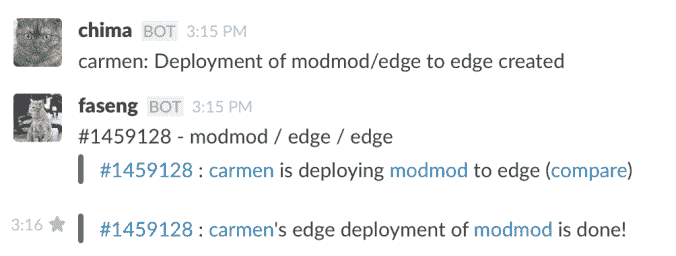 chima BOT 3:15 PM
carmen: Deployment of modmod/edge to edge created
faseng BOT 3:15 PM
#1459128 - modmod / edge / edge
#1459128 : carmen is deploying modmod to edge (compare)
3:16 #1459128 : carmen's edge deployment of modmod is done!